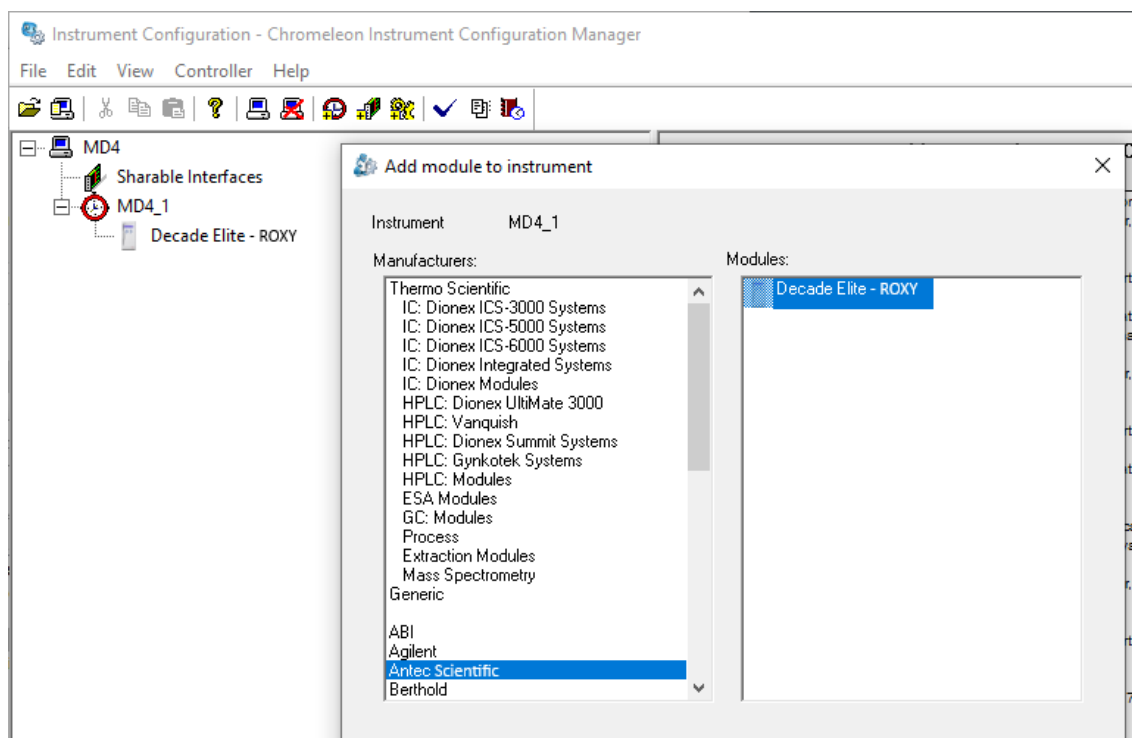 Instrument Configuration - Chromeleon Instrument Configuration Manager
File Edit View Controller Help
MD4
Sharable Interfaces
MD4_1
Decade Elite - ROXY
Add module to instrument
Instrument MD4_1
Manufacturers:
Modules:
Thermo Scientific
IC: Dionex ICS-3000 Systems
IC: Dionex ICS-5000 Systems
IC: Dionex ICS-6000 Systems
IC: Dionex Integrated Systems
IC: Dionex Modules
HPLC: Dionex UltiMate 3000
HPLC: Vanquish
HPLC: Dionex Summit Systems
HPLC: Gynkotek Systems
HPLC: Modules
ESA Modules
GC: Modules
Process
Extraction Modules
Mass Spectrometry
Generic
ABI
Agilent
Antec Scientific
Berthold
Decade Elite - ROXY